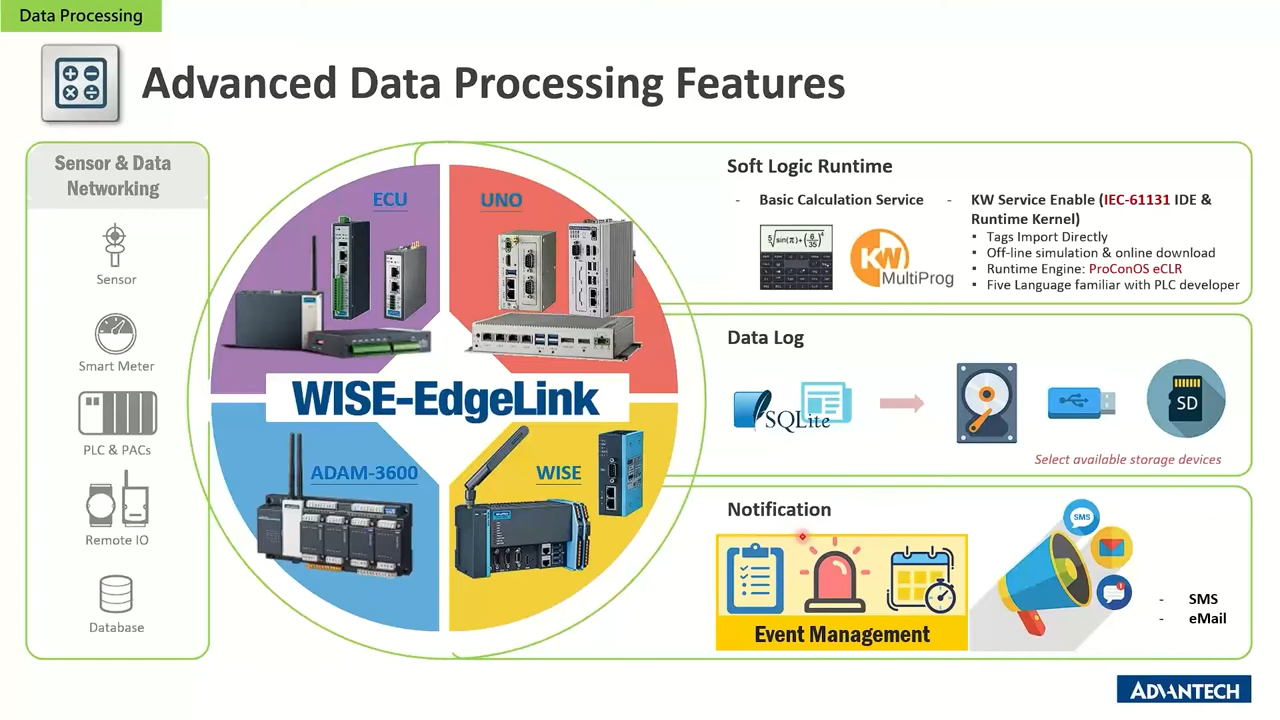 Data Processing
Advanced Data Processing Features
Sensor & Data
Networking
Sensor
Smart Meter
PLC & PACs
Remote IO
Database
ECU
UNO
WISE-EdgeLink
ADAM-3600
WISE
Soft Logic Runtime
- Basic Calculation Service
KW
MultiProg
- KW Service Enable (IEC-61131 IDE &
Runtime Kernel)
▪ Tags Import Directly
▪ Off-line simulation & online download
▪ Runtime Engine: ProConOS eCLR
▪ Five Language familiar with PLC developer
Data Log
SQLite
SD
Select available storage devices
Notification
Event Management
SMS
- SMS
- eMail
ADVANTECH